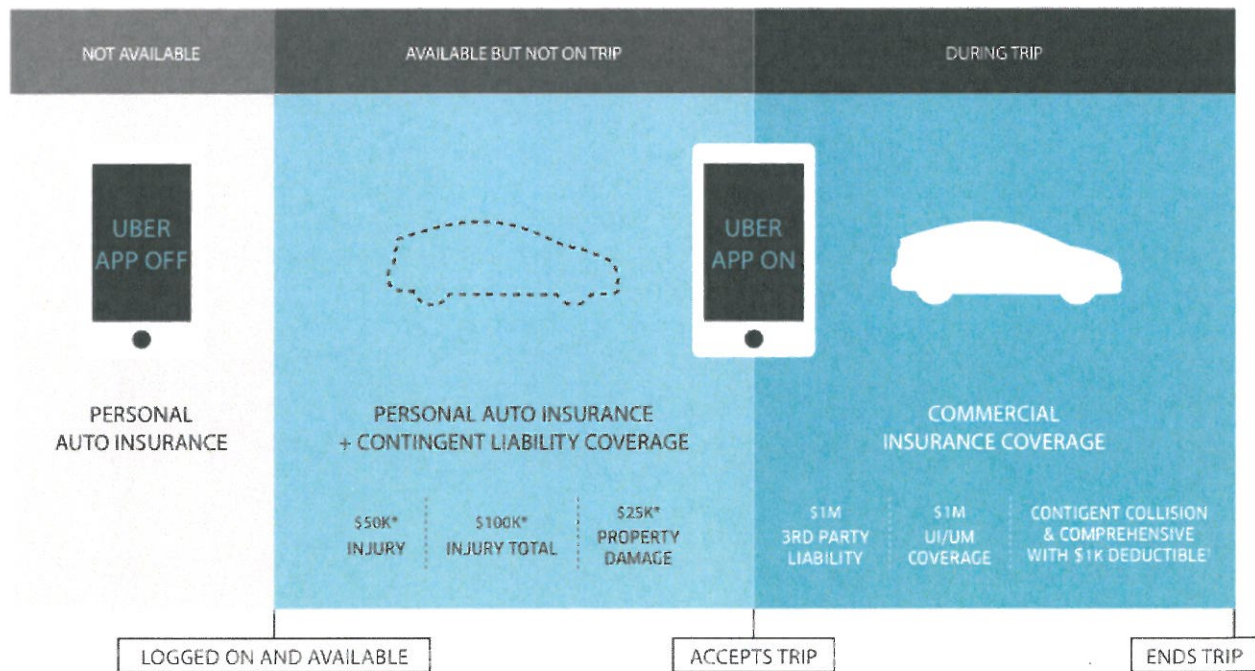 NOT AVAILABLE
AVAILABLE BUT NOT ON TRIP
DURING TRIP
UBER
APP OFF
UBER
APP ON
PERSONAL
AUTO INSURANCE
PERSONAL AUTO INSURANCE
+ CONTINGENT LIABILITY COVERAGE
COMMERCIAL
INSURANCE COVERAGE
$50K*
INJURY
$100K*
INJURY TOTAL
$25K*
PROPERTY
DAMAGE
$1M
3RD PARTY
LIABILITY
$1M
UI/UM
COVERAGE
CONTIGENT COLLISION
& COMPREHENSIVE
WITH $1K DEDUCTIBLE†
LOGGED ON AND AVAILABLE
ACCEPTS TRIP
ENDS TRIP